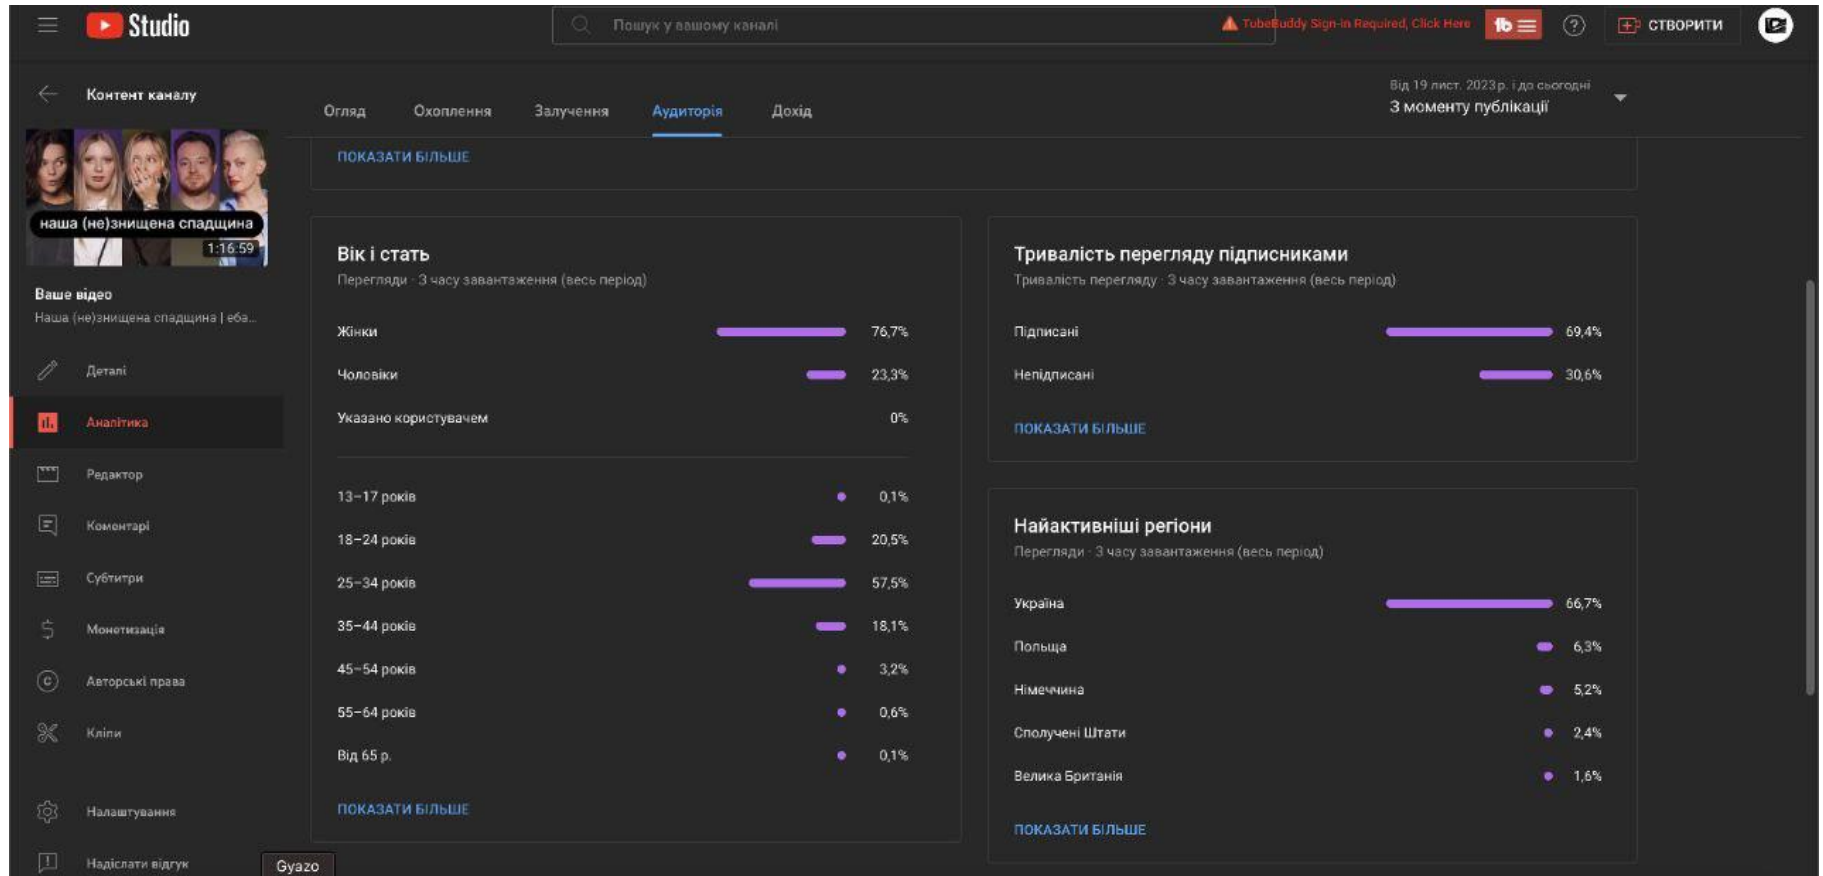 Studio
Пошук у вашому каналі
TubeBuddy Sign-in Required, Click Here
tb
СТВОРИТИ
Контент каналу
наша (не)знищена спадщина
1:16:59
Ваше відео
Наша (не)знищена спадщина | еба...
Деталі
Аналітика
Редактор
Коментарі
Субтитри
Монетизація
Авторські права
Кліпи
Налаштування
Надіслати відгук
Gyazo
Огляд
Охоплення
Залучення
Аудиторія
Дохід
Від 19 лист. 2023 р. і до сьогодні
З моменту публікації
ПОКАЗАТИ БІЛЬШЕ
Вік і стать
Перегляди · З часу завантаження (весь період)
Жінки 76,7%
Чоловіки 23,3%
Указано користувачем 0%
13–17 років 0,1%
18–24 років 20,5%
25–34 років 57,5%
35–44 років 18,1%
45–54 років 3,2%
55–64 років 0,6%
Від 65 р. 0,1%
ПОКАЗАТИ БІЛЬШЕ
Тривалість перегляду підписниками
Тривалість перегляду · З часу завантаження (весь період)
Підписані 69,4%
Непідписані 30,6%
ПОКАЗАТИ БІЛЬШЕ
Найактивніші регіони
Перегляди · З часу завантаження (весь період)
Україна 66,7%
Польща 6,3%
Німеччина 5,2%
Сполучені Штати 2,4%
Велика Британія 1,6%
ПОКАЗАТИ БІЛЬШЕ